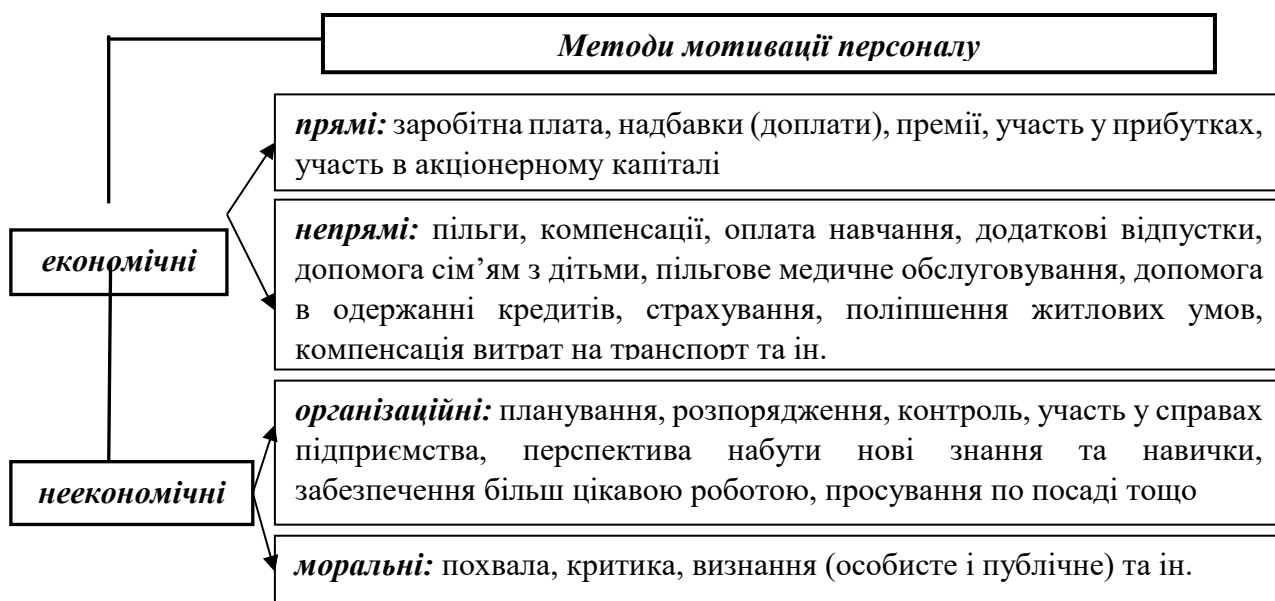 Методи мотивації персоналу
прямі: заробітна плата, надбавки (доплати), премії, участь у прибутках,
участь в акціонерному капіталі
економічні
непрямі: пільги, компенсації, оплата навчання, додаткові відпустки,
допомога сім’ям з дітьми, пільгове медичне обслуговування, допомога
в одержанні кредитів, страхування, поліпшення житлових умов,
компенсація витрат на транспорт та ін.
неекономічні
організаційні: планування, розпорядження, контроль, участь у справах
підприємства, перспектива набути нові знання та навички,
забезпечення більш цікавою роботою, просування по посаді тощо
моральні: похвала, критика, визнання (особисте і публічне) та ін.